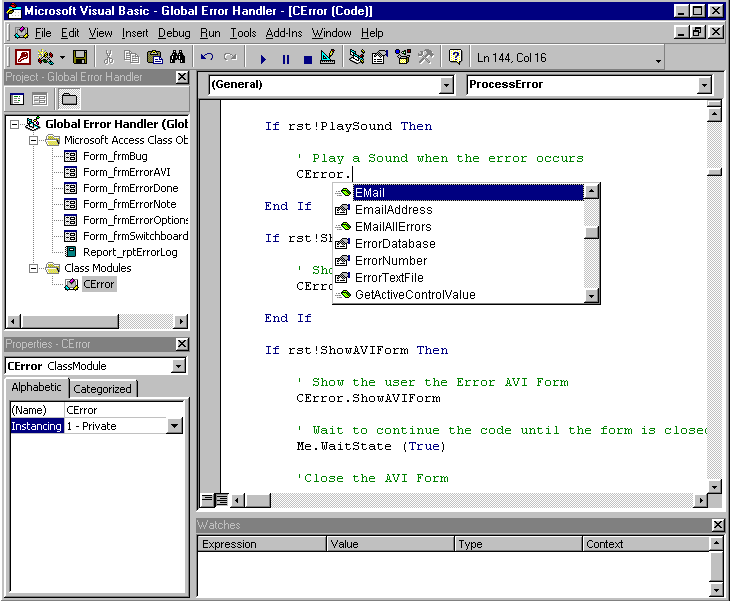 Microsoft Visual Basic - Global Error Handler - [CError (Code)]
File Edit View Insert Debug Run Tools Add-Ins Window Help
Ln 144, Col 16
Project - Global Error Handler
Global Error Handler (Glol
Microsoft Access Class Ob
Form_frmBug
Form_frmErrorAVI
Form_frmErrorDone
Form_frmErrorNote
Form_frmErrorOptions
Form_frmSwitchboard
Report_rptErrorLog
Class Modules
CError
Properties - CError
CError ClassModule
Alphabetic Categorized
(Name) CError
Instancing 1 - Private
(General) ProcessError
If rst!PlaySound Then
' Play a Sound when the error occurs
CError.
EMail
EmailAddress
EMailAllErrors
ErrorDatabase
ErrorNumber
ErrorTextFile
GetActiveControlValue
End If
If rst!Sh
' Sho
CErro
End If
If rst!ShowAVIForm Then
' Show the user the Error AVI Form
CError.ShowAVIForm
' Wait to continue the code until the form is closed
Me.WaitState (True)
'Close the AVI Form
Watches
Expression Value Type Context